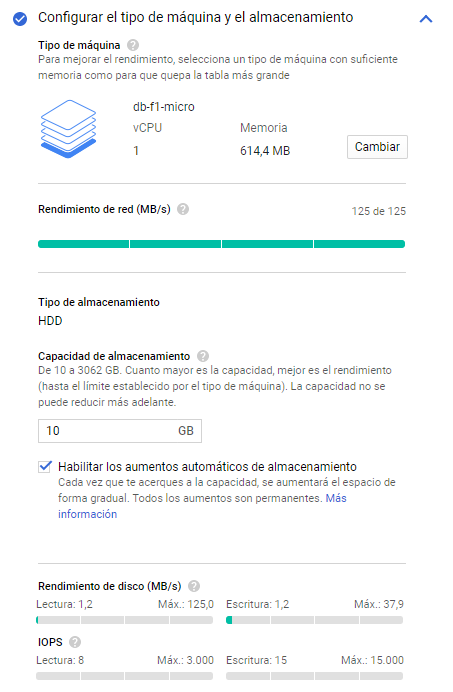 Configurar el tipo de máquina y el almacenamiento
Tipo de máquina ?
Para mejorar el rendimiento, selecciona un tipo de máquina con suficiente
memoria como para que quepa la tabla más grande
db-f1-micro
vCPU Memoria
1 614,4 MB
Cambiar
Rendimiento de red (MB/s) ? 125 de 125
Tipo de almacenamiento
HDD
Capacidad de almacenamiento ?
De 10 a 3062 GB. Cuanto mayor es la capacidad, mejor es el rendimiento
(hasta el límite establecido por el tipo de máquina). La capacidad no se
puede reducir más adelante.
10 GB
Habilitar los aumentos automáticos de almacenamiento
Cada vez que te acerques a la capacidad, se aumentará el espacio de
forma gradual. Todos los aumentos son permanentes. Más
información
Rendimiento de disco (MB/s) ?
Lectura: 1,2 Máx.: 125,0 Escritura: 1,2 Máx.: 37,9
IOPS ?
Lectura: 8 Máx.: 3.000 Escritura: 15 Máx.: 15.000